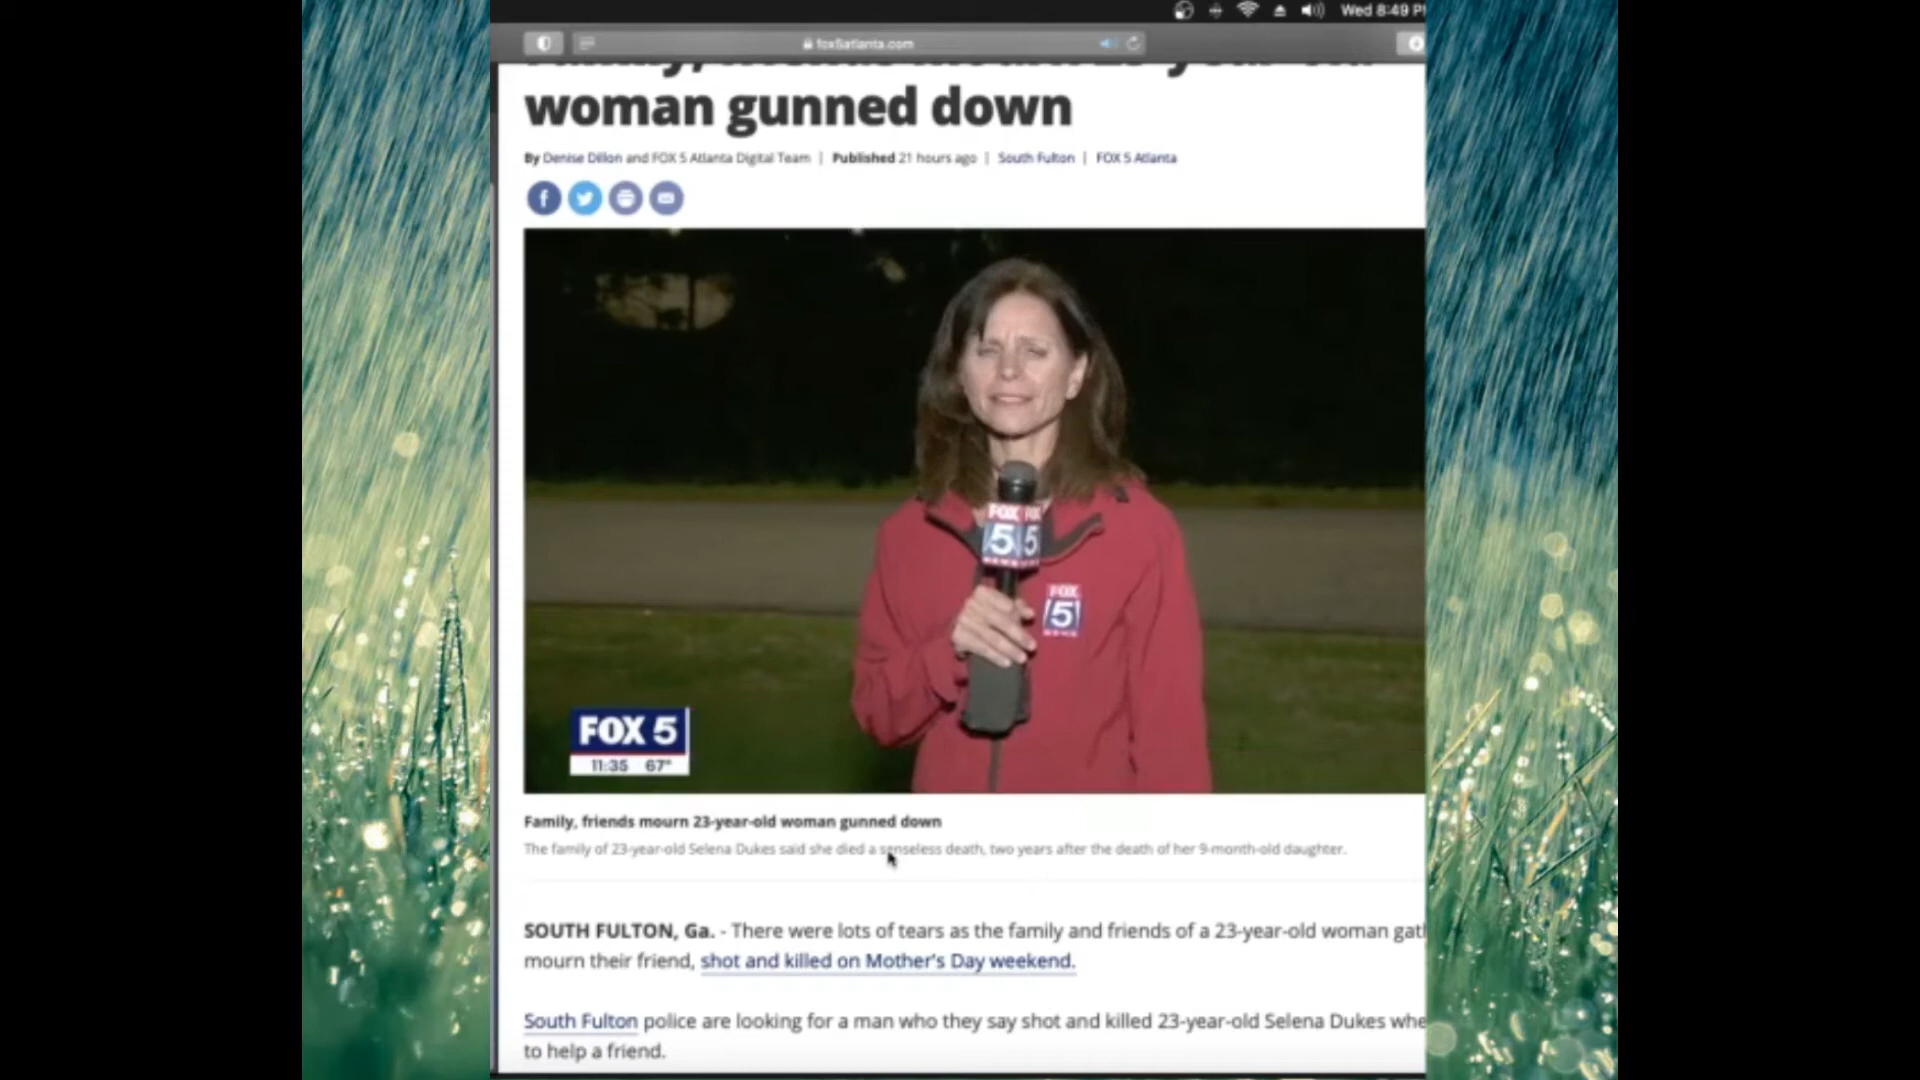 Wed 8:49 P
fox5atlanta.com
woman gunned down
By Denise Dillon and FOX 5 Atlanta Digital Team | Published 21 hours ago | South Fulton | FOX 5 Atlanta
FOX
5 5
FOX
5
NEWS
FOX 5
11:35 67°
Family, friends mourn 23-year-old woman gunned down
The family of 23-year-old Selena Dukes said she died a senseless death, two years after the death of her 9-month-old daughter.
SOUTH FULTON, Ga. - There were lots of tears as the family and friends of a 23-year-old woman gat
mourn their friend, shot and killed on Mother's Day weekend.
South Fulton police are looking for a man who they say shot and killed 23-year-old Selena Dukes whe
to help a friend.